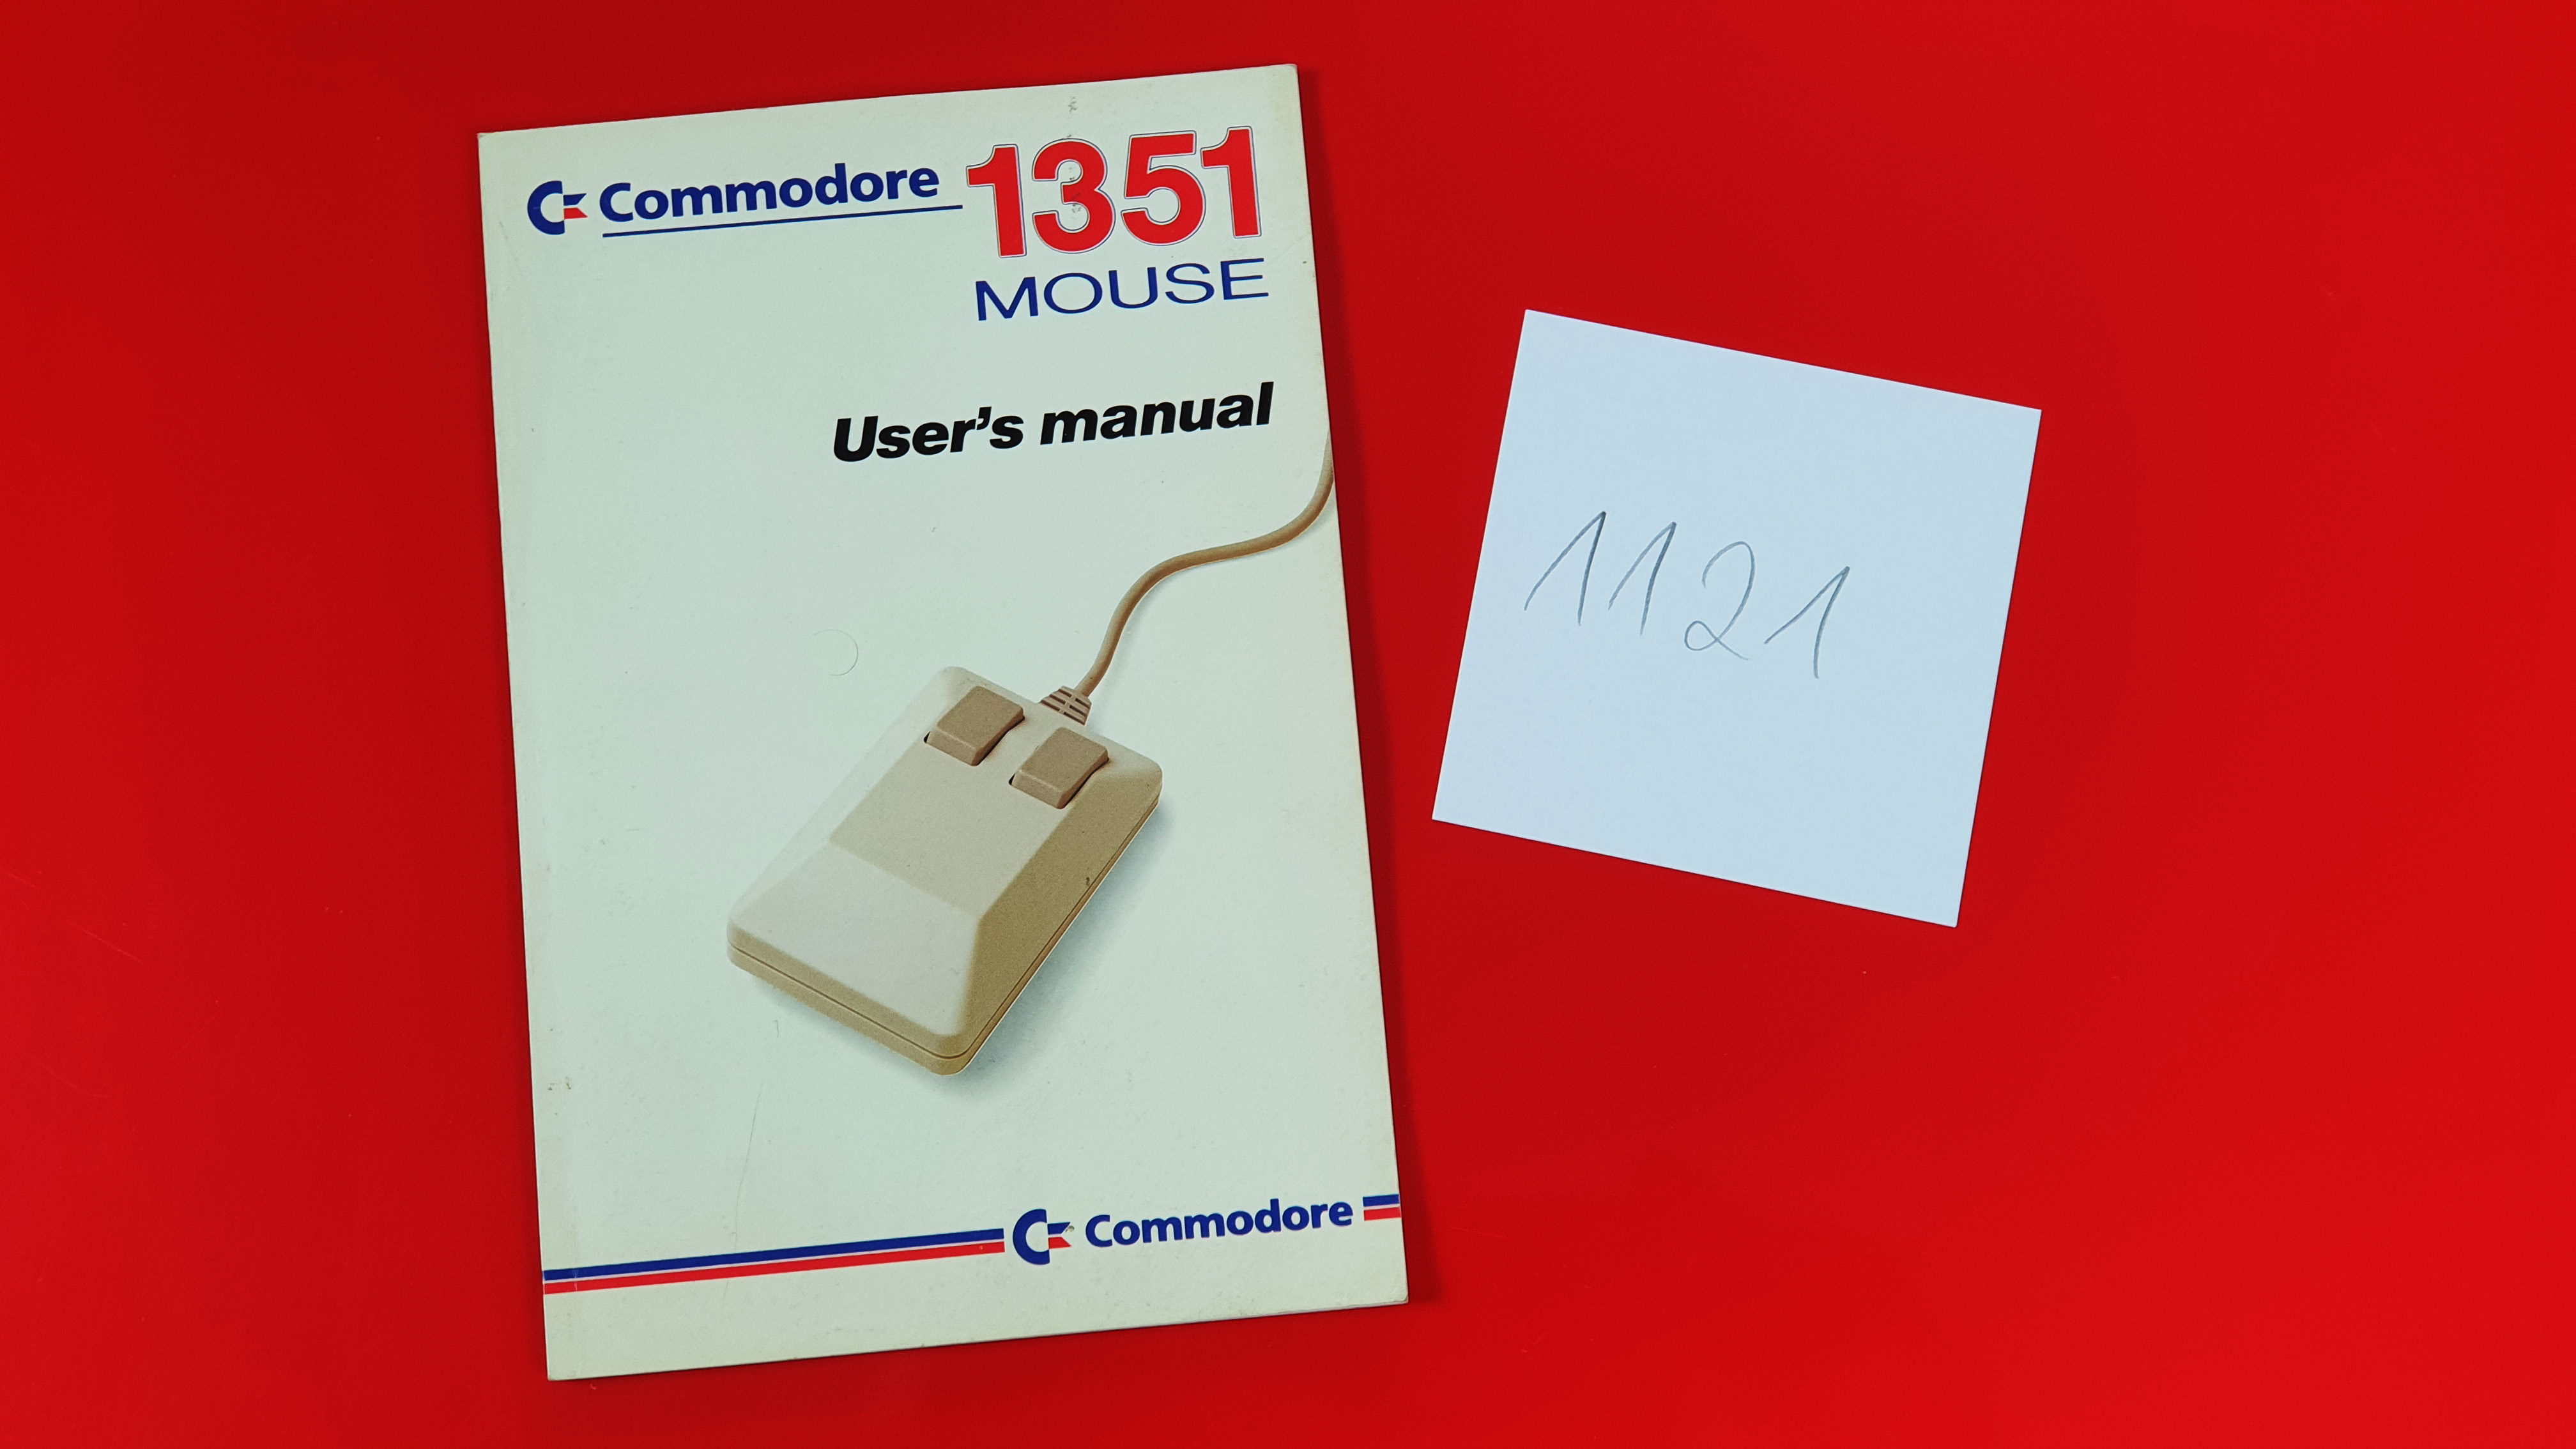 Commodore 1351
MOUSE
User's manual
Commodore
1121